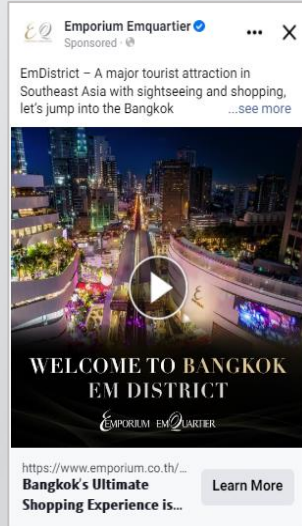 Emporium Emquartier
Sponsored ·
EmDistrict – A major tourist attraction in
Southeast Asia with sightseeing and shopping,
let's jump into the Bangkok ...see more
WELCOME TO BANGKOK
EM DISTRICT
EMPORIUM EMQUARTIER
https://www.emporium.co.th/...
Bangkok's Ultimate
Shopping Experience is...
Learn More